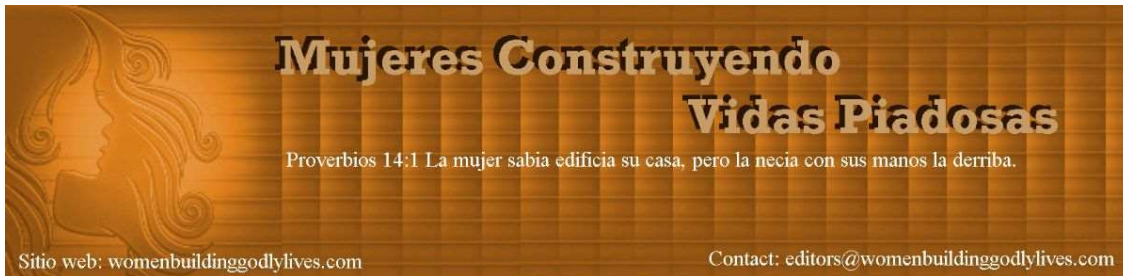 Mujeres Construyendo
Vidas Piadosas
Proverbios 14:1 La mujer sabia edificia su casa, pero la necia con sus manos la derriba.
Sitio web: womenbuildinggodlylives.com
Contact: editors@womenbuildinggodlylives.com